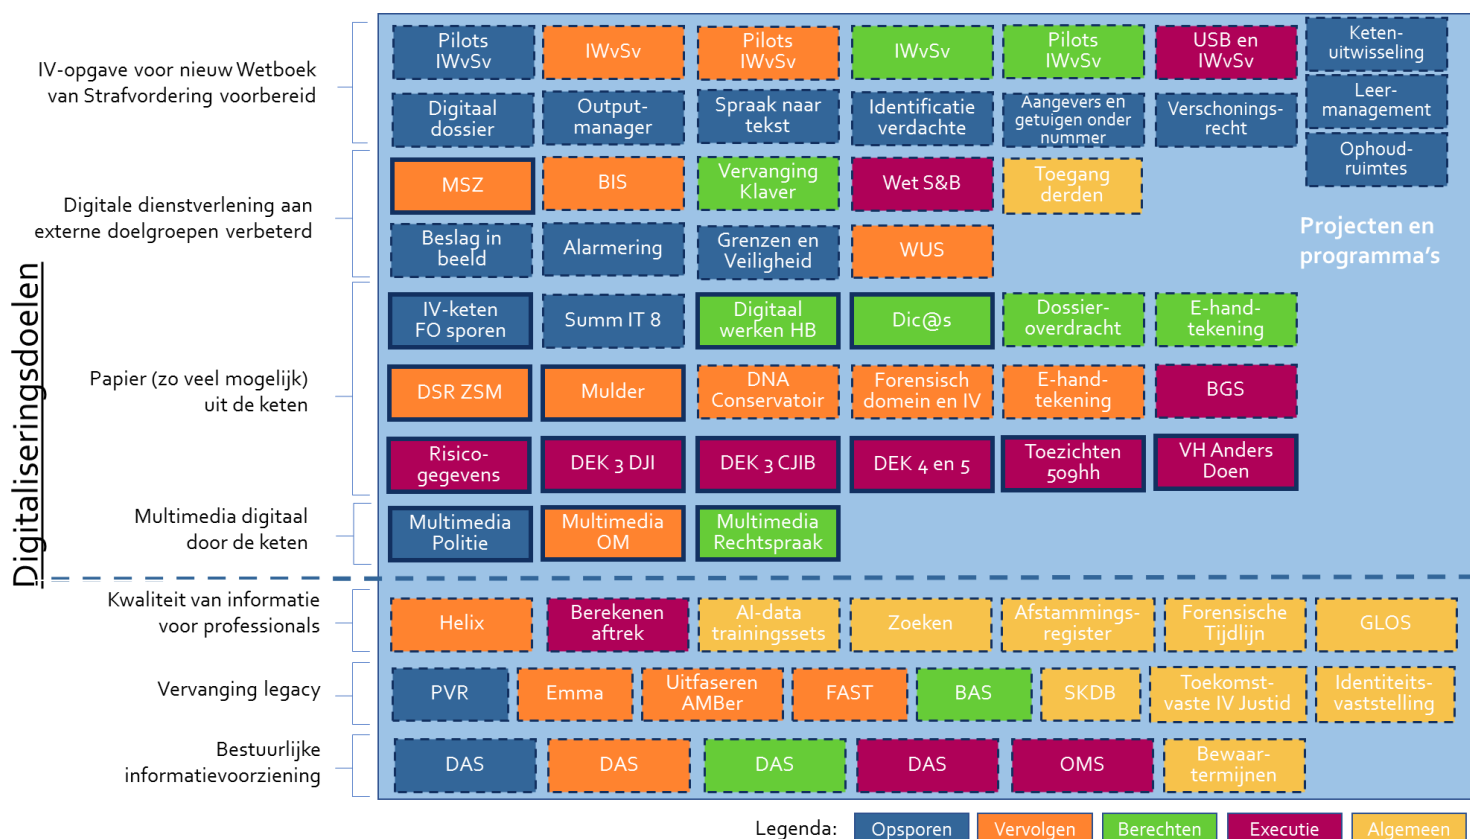 Digitaliseringsdoelen
IV-opgave voor nieuw Wetboek
van Strafvordering voorbereid
Pilots
IWvSv
IWvSv
Pilots
IWvSv
IWvSv
Pilots
IWvSv
USB en
IWvSv
Keten-
uitwisseling
Digitaal
dossier
Output-
manager
Spraak naar
tekst
Identificatie
verdachte
Aangevers en
getuigen onder
nummer
Verschonings-
recht
Leer-
management
Ophoud-
ruimtes
Digitale dienstverlening aan
externe doelgroepen verbeterd
MSZ
BIS
Vervanging
Klaver
Wet S&B
Toegang
derden
Beslag in
beeld
Alarmering
Grenzen en
Veiligheid
WUS
Projecten en
programma's
Papier (zo veel mogelijk)
uit de keten
IV-keten
FO sporen
Summ IT 8
Digitaal
werken HB
Dic@s
Dossier-
overdracht
E-hand-
tekening
DSR ZSM
Mulder
DNA
Conservatoir
Forensisch
domein en IV
E-hand-
tekening
BGS
Risico-
gegevens
DEK 3 DJI
DEK 3 CJIB
DEK 4 en 5
Toezichten
509hh
VH Anders
Doen
Multimedia digitaal
door de keten
Multimedia
Politie
Multimedia
OM
Multimedia
Rechtspraak
Kwaliteit van informatie
voor professionals
Helix
Berekenen
aftrek
AI-data
trainingssets
Zoeken
Afstammings-
register
Forensische
Tijdlijn
GLOS
Vervanging legacy
PVR
Emma
Uitfaseren
AMBer
FAST
BAS
SKDB
Toekomst-
vaste IV Justid
Identiteits-
vaststelling
Bestuurlijke
informatievoorziening
DAS
DAS
DAS
DAS
OMS
Bewaar-
termijnen
Legenda:
Opsporen
Vervolgen
Berechten
Executie
Algemeen